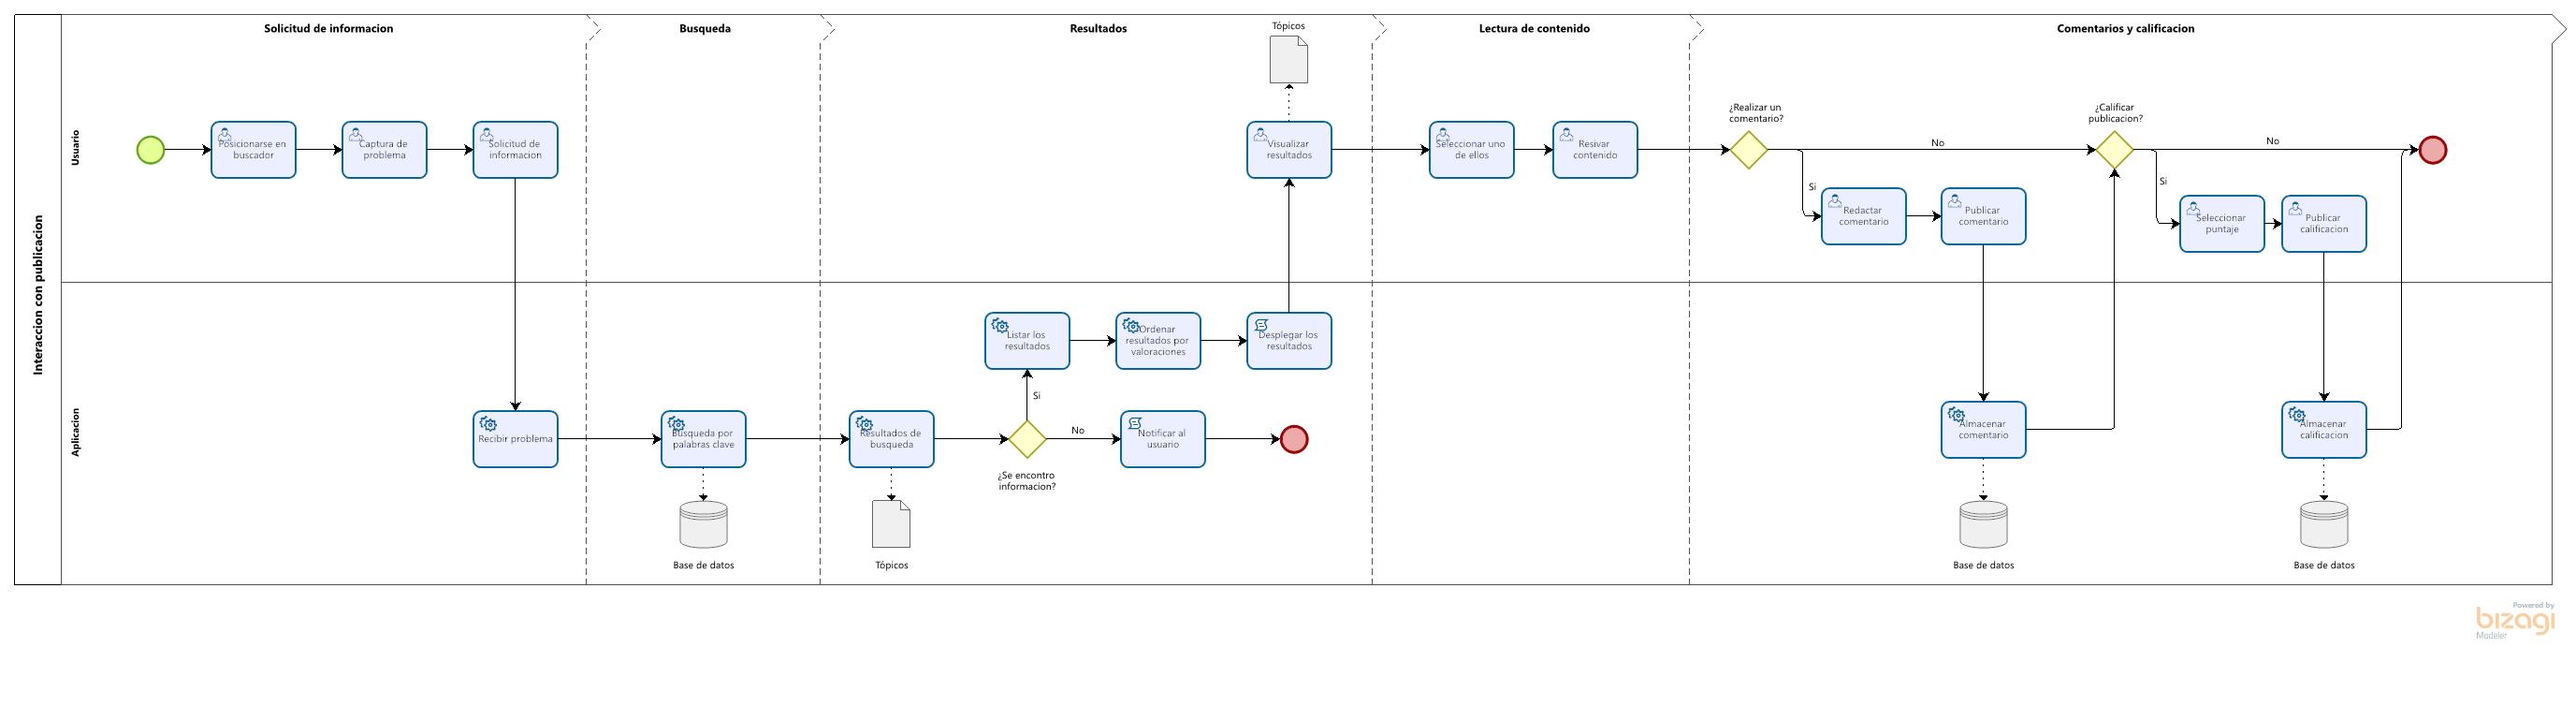 Interaccion con publicacion
Usuario
Aplicacion
Solicitud de informacion
Busqueda
Resultados
Lectura de contenido
Comentarios y calificacion
Posicionarse en
buscador
Captura de
problema
Solicitud de
informacion
Recibir problema
Busqueda por
palabras clave
Base de datos
Resultados de
busqueda
Tópicos
¿Se encontro
informacion?
Si
No
Listar los
resultados
Ordenar
resultados por
valoraciones
Desplegar los
resultados
Notificar al
usuario
Tópicos
Visualizar
resultados
Seleccionar uno
de ellos
Resivar
contenido
¿Realizar un
comentario?
No
Si
Redactar
comentario
Publicar
comentario
Almacenar
comentario
Base de datos
¿Calificar
publicacion?
No
Si
Seleccionar
puntaje
Publicar
calificacion
Almacenar
calificacion
Base de datos
Powered by
bizagi
Modeler